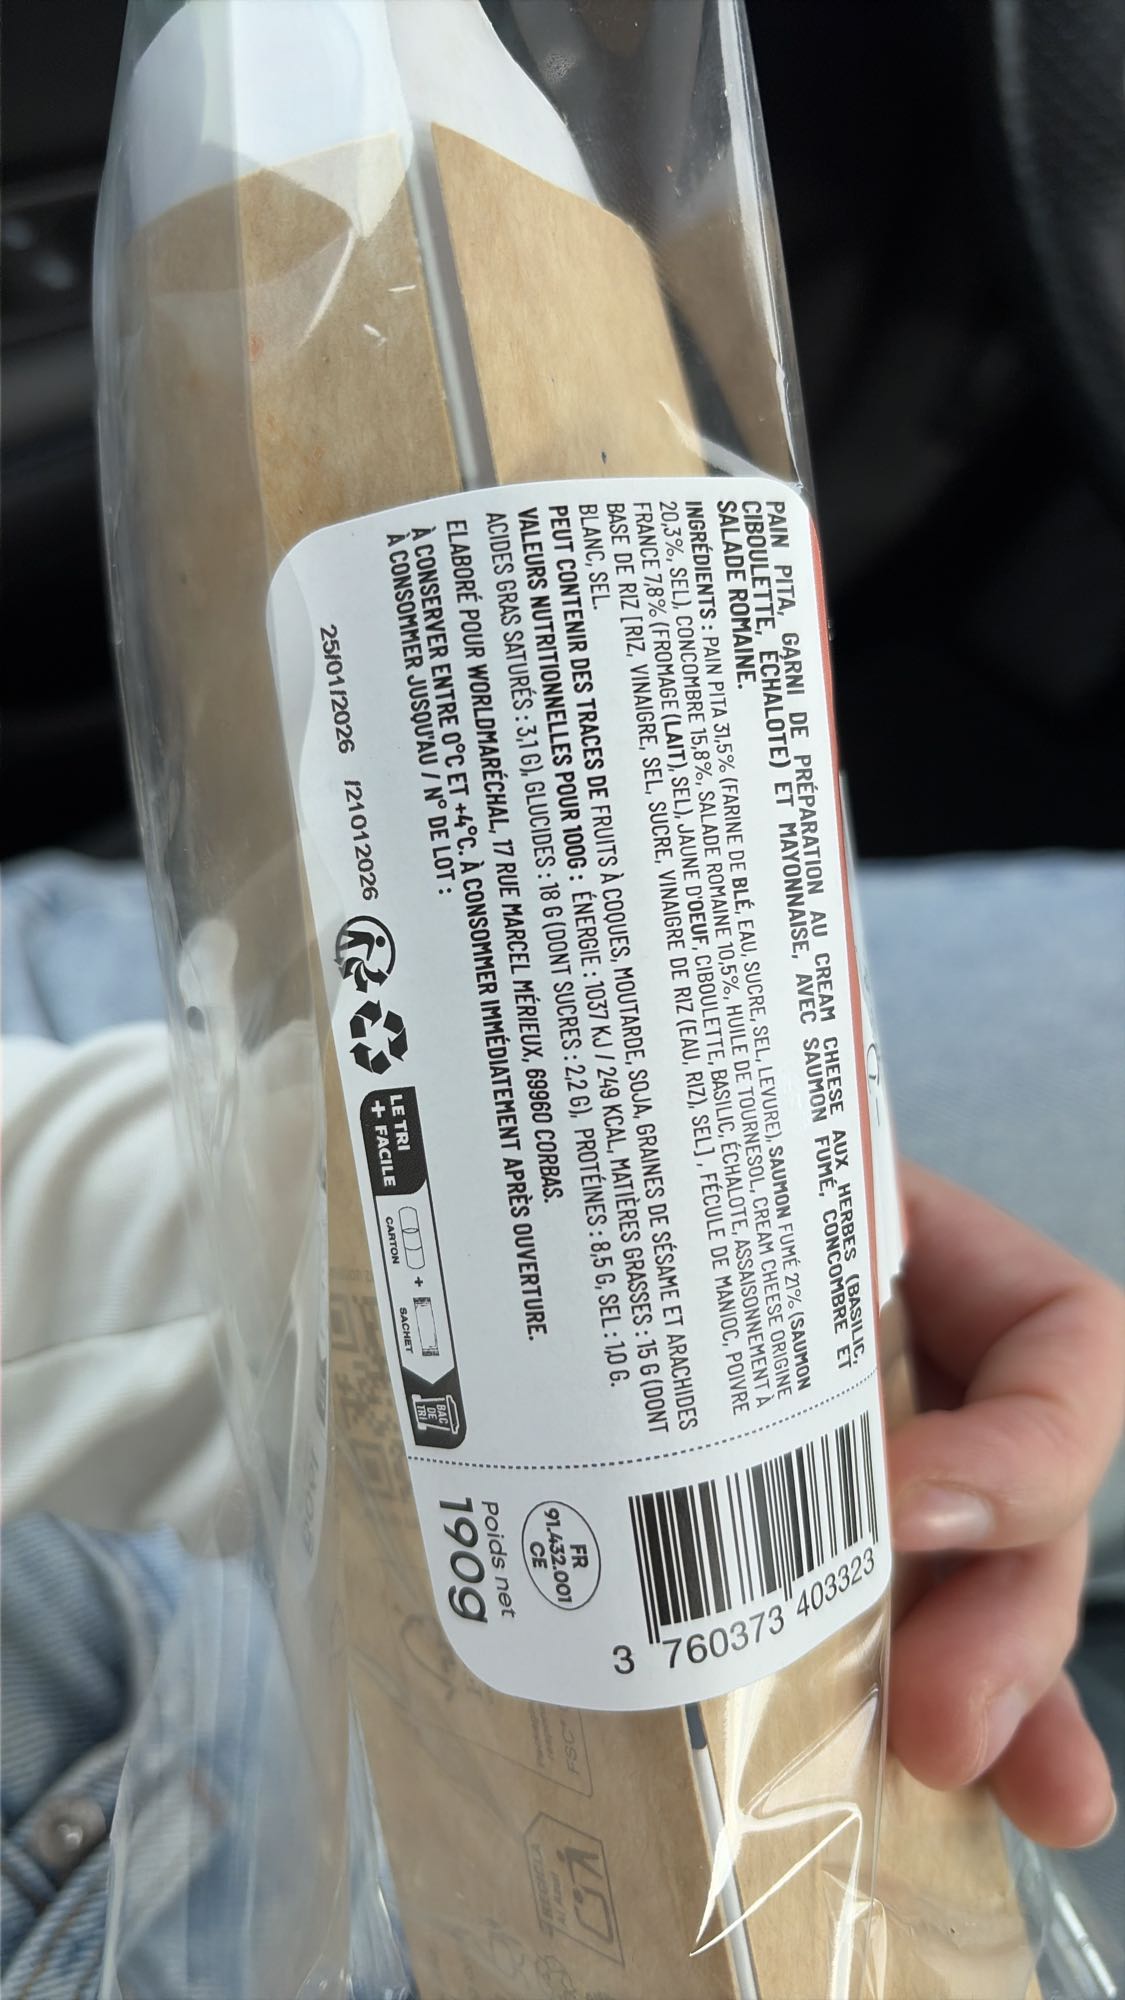 PAIN PITA, GARNI DE PRÉPARATION AU CREAM CHEESE AUX HERBES (BASILIC,
CIBOULETTE, ÉCHALOTE) ET MAYONNAISE, AVEC SAUMON FUMÉ, CONCOMBRE ET
SALADE ROMAINE.
INGRÉDIENTS : PAIN PITA 31,5% (FARINE DE BLÉ, EAU, SUCRE, SEL, LEVURE), SAUMON FUMÉ 21% (SAUMON
20,3%, SEL), CONCOMBRE 15,8%, SALADE ROMAINE 10,5%, HUILE DE TOURNESOL, CREAM CHEESE ORIGINE
FRANCE 7,8% (FROMAGE (LAIT), SEL), JAUNE D'OEUF, CIBOULETTE, BASILIC, ÉCHALOTE, ASSAISONNEMENT À
BASE DE RIZ [RIZ, VINAIGRE, SEL, SUCRE, VINAIGRE DE RIZ (EAU, RIZ), SEL], FÉCULE DE MANIOC, POIVRE
BLANC, SEL.
PEUT CONTENIR DES TRACES DE FRUITS À COQUES, MOUTARDE, SOJA, GRAINES DE SÉSAME ET ARACHIDES
VALEURS NUTRITIONNELLES POUR 100G : ÉNERGIE : 1037 KJ / 249 KCAL, MATIÈRES GRASSES : 15 G (DONT
ACIDES GRAS SATURÉS : 3,1 G), GLUCIDES : 18 G (DONT SUCRES : 2,2 G), PROTÉINES : 8,5 G, SEL : 1,0 G.
ELABORÉ POUR WORLDMARÉCHAL, 17 RUE MARCEL MÉRIEUX, 69960 CORBAS.
À CONSERVER ENTRE 0°C ET +4°C. À CONSOMMER IMMÉDIATEMENT APRÈS OUVERTURE.
À CONSOMMER JUSQU'AU / N° DE LOT :
25/01/2026 121012026
LE TRI
+ FACILE
CARTON
+
SACHET
BAC
DE
TRI
3 760373 403323
FR
91.432.001
CE
Poids net
190g
FSC